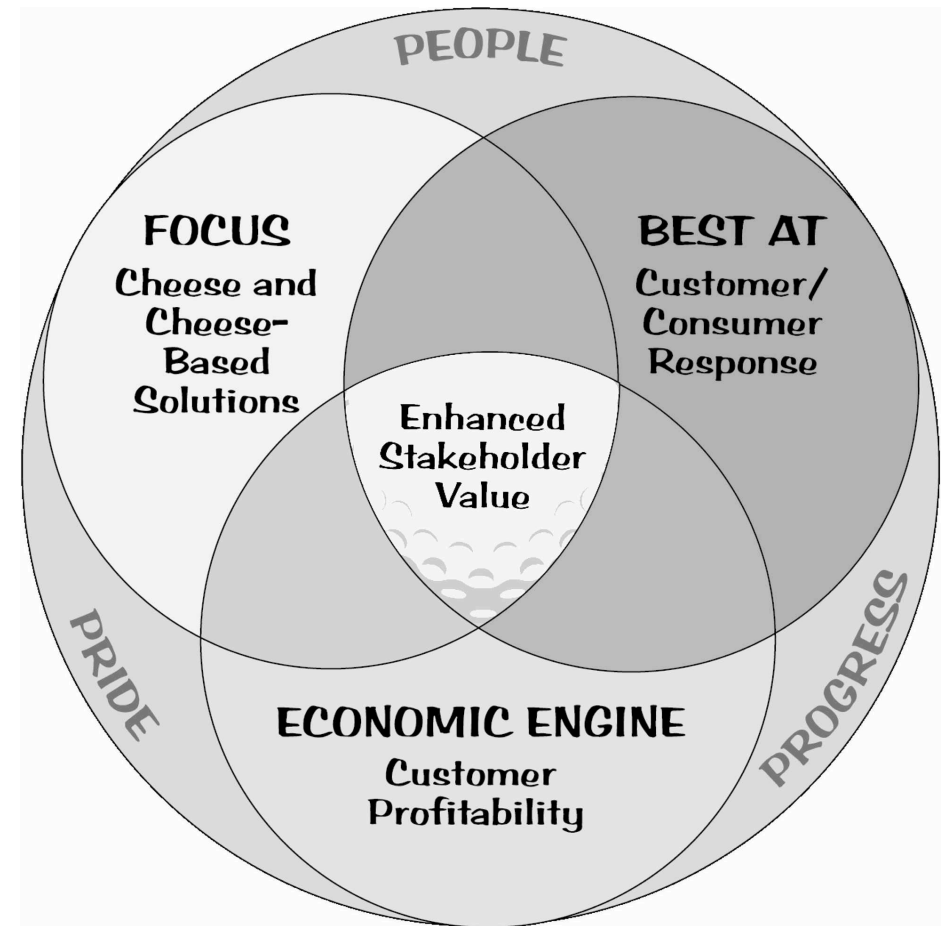 PEOPLE
FOCUS
Cheese and
Cheese-
Based
Solutions
BEST AT
Customer/
Consumer
Response
Enhanced
Stakeholder
Value
PRIDE
PROGRESS
ECONOMIC ENGINE
Customer
Profitability